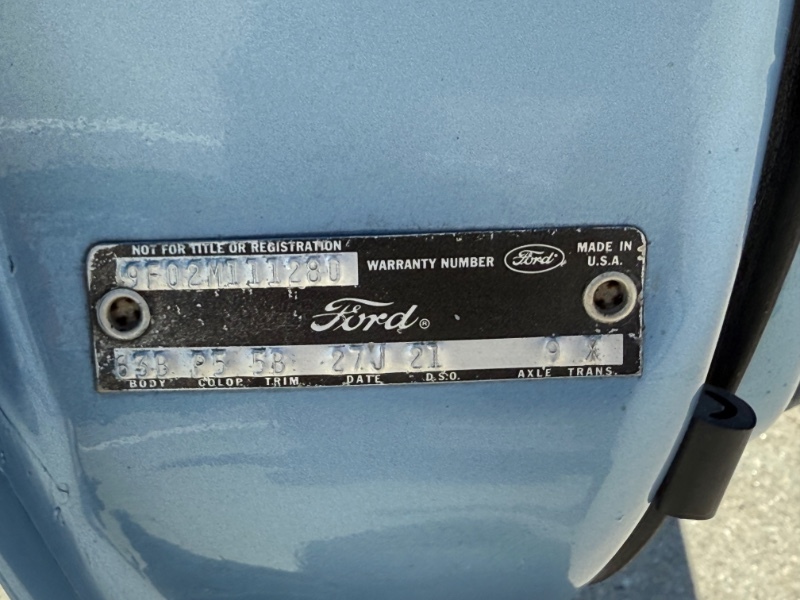 NOT FOR TITLE OR REGISTRATION
9F02M111280 WARRANTY NUMBER Ford MADE IN U.S.A.
Ford®
63B P5 5B 27J 21 9 X
BODY COLOR TRIM DATE D.S.O. AXLE TRANS.